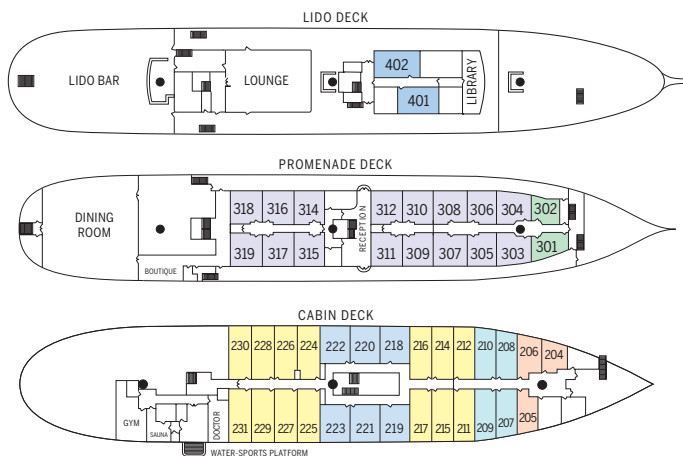 LIDO DECK
LIDO BAR
LOUNGE
402
401
LIBRARY
PROMENADE DECK
DINING
ROOM
BOUTIQUE
318 316 314
319 317 315
RECEPTION
312 310 308 306 304 302
311 309 307 305 303 301
CABIN DECK
230 228 226 224 222 220 218 216 214 212 210 208 206 204
231 229 227 225 223 221 219 217 215 211 209 207 205
GYM
SAUNA
DOCTOR
WATER-SPORTS PLATFORM